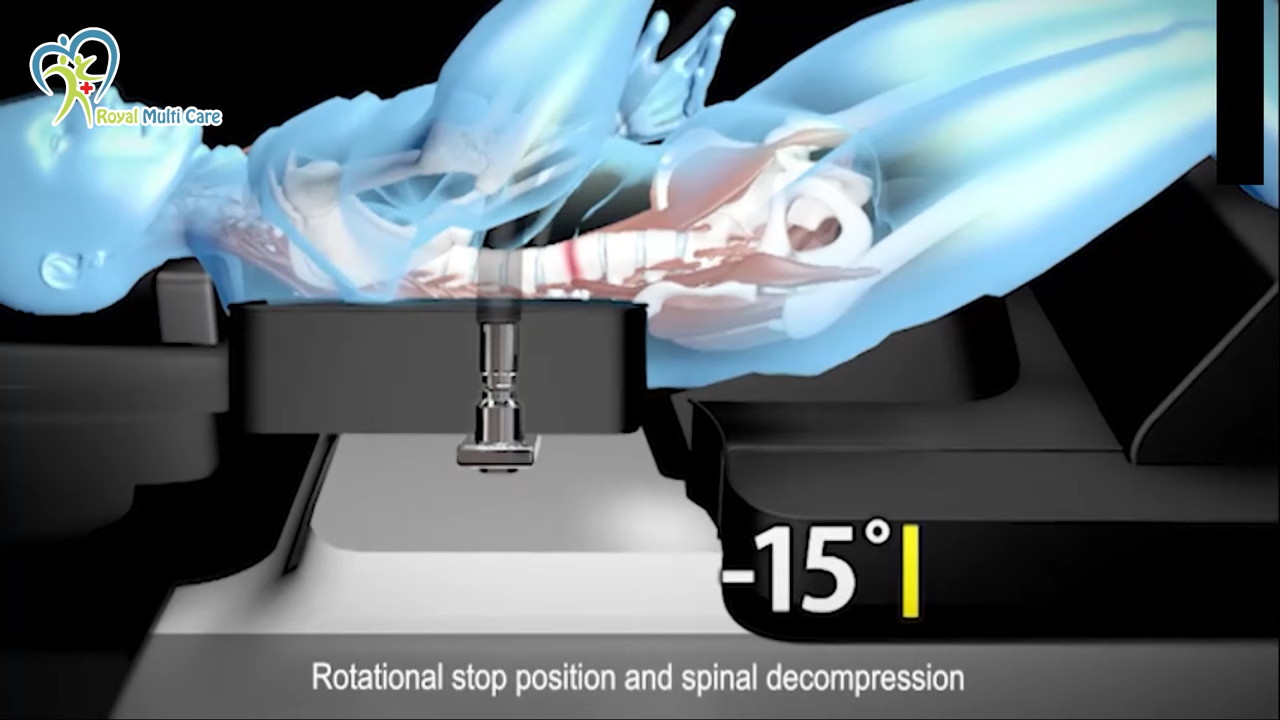 Royal Multi Care
-15°
Rotational stop position and spinal decompression